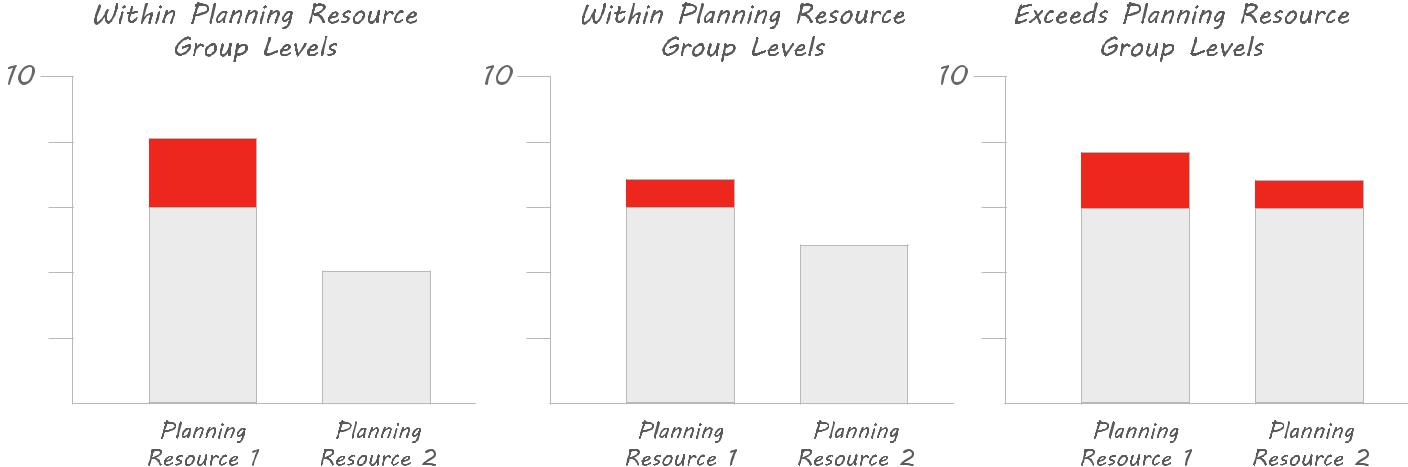 Within Planning Resource
Group Levels
10
Planning
Resource 1
Planning
Resource 2
Within Planning Resource
Group Levels
10
Planning
Resource 1
Planning
Resource 2
Exceeds Planning Resource
Group Levels
10
Planning
Resource 1
Planning
Resource 2